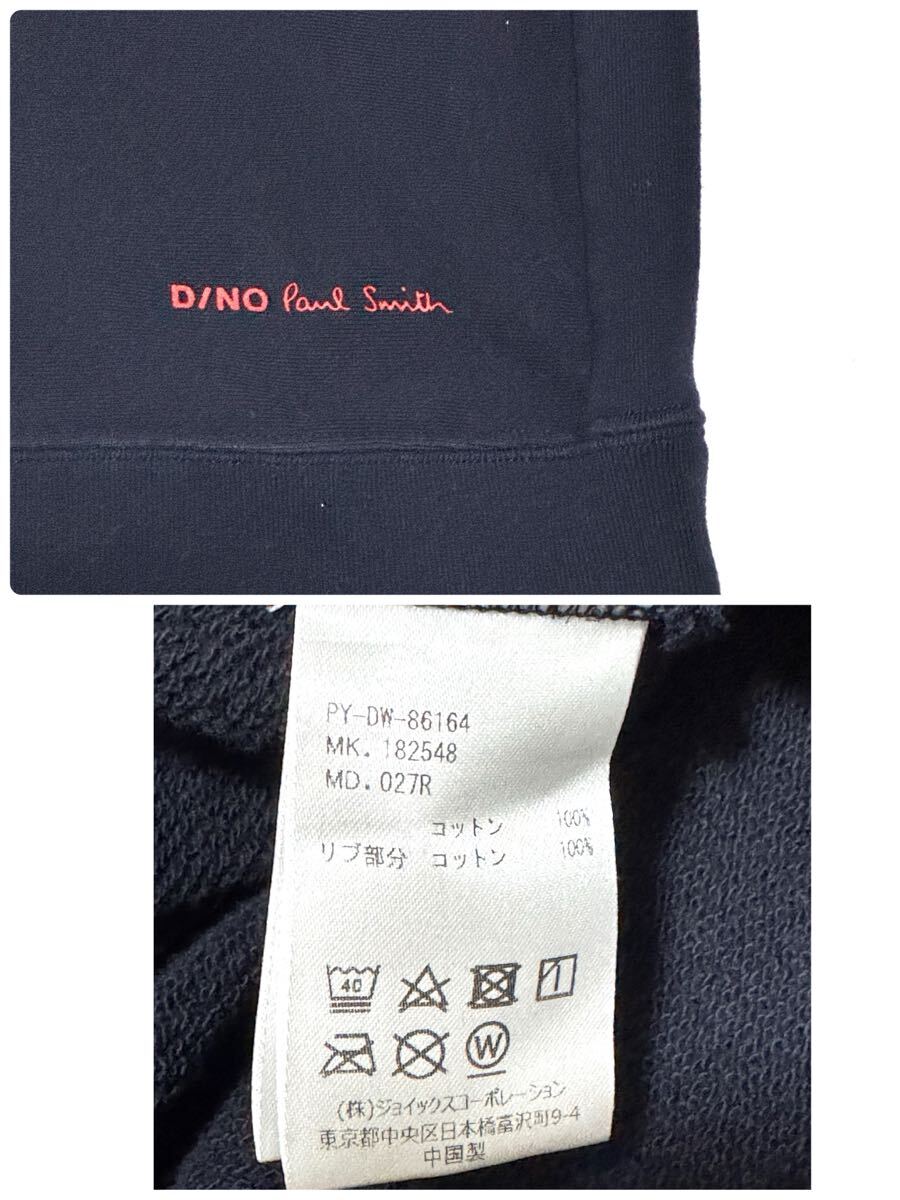 D/NO Paul Smith
PY-DW-86164
MK. 182548
MD. 027R
コットン 100%
リブ部分 コットン 100%
40
W
(株)ジョイックスコーポレーション
東京都中央区日本橋富沢町9-4
中国製